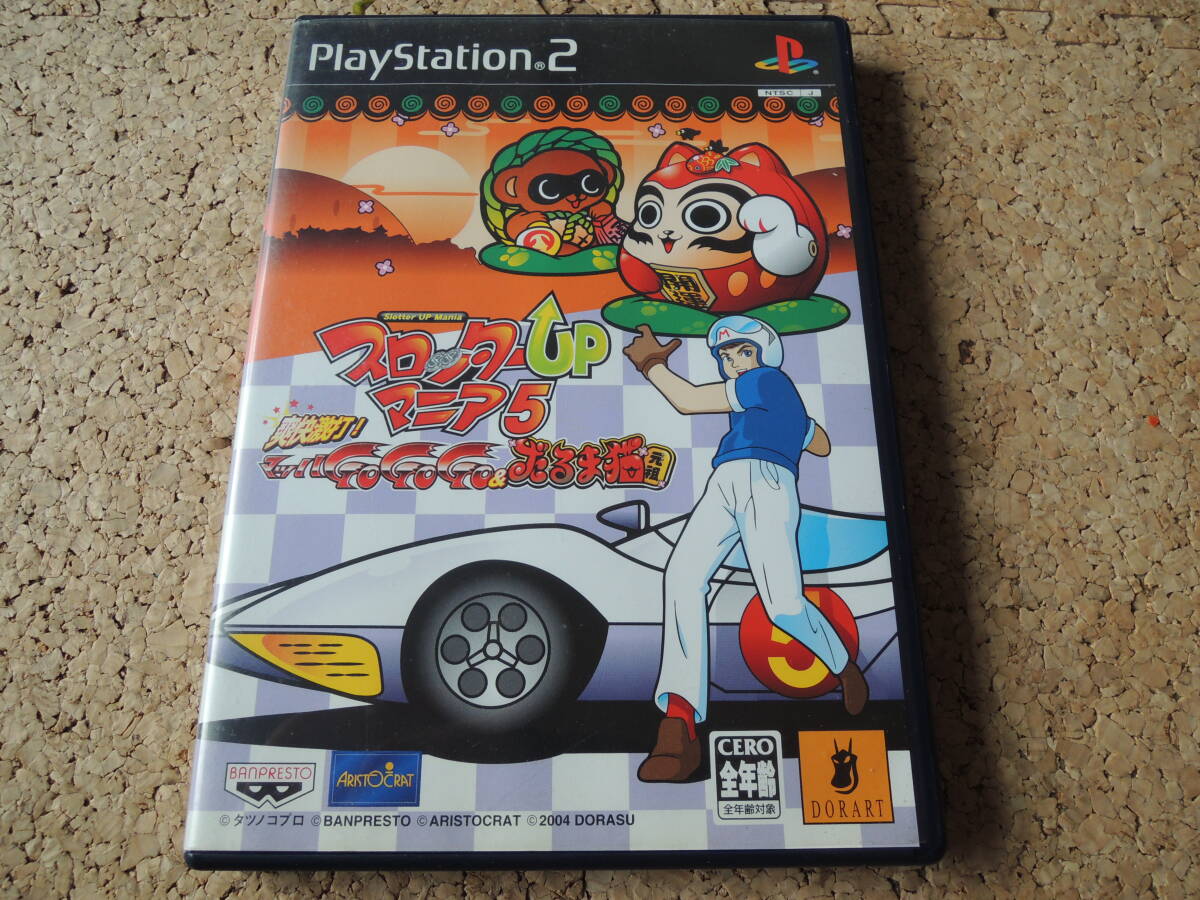 PlayStation®2
NTSC J
開運
Slotter UP Mania
スロッターUP
マニア5
爽快激打!
マッハGoGoGo&だるま猫 元祖
M
5
BANPRESTO
ARISTOCRAT
CERO
全年齢
全年齢対象
DORART
©タツノコプロ ©BANPRESTO ©ARISTOCRAT ©2004 DORASU